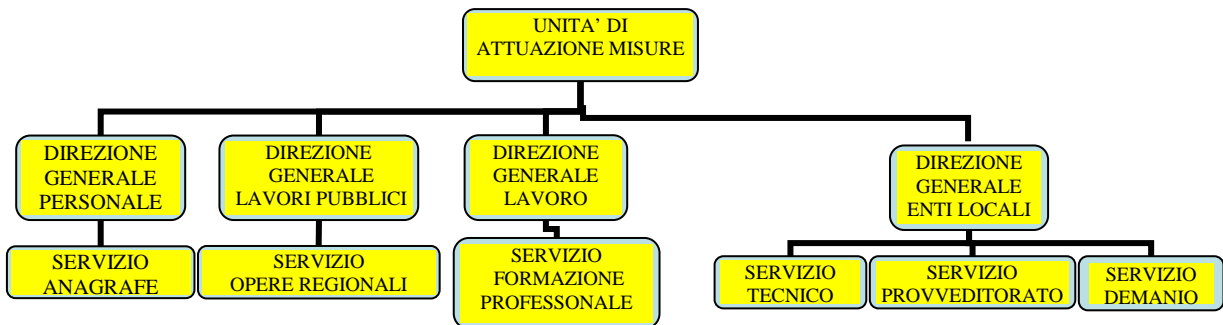 UNITA' DI
ATTUAZIONE MISURE
DIREZIONE
GENERALE
PERSONALE
DIREZIONE
GENERALE
LAVORI PUBBLICI
DIREZIONE
GENERALE
LAVORO
DIREZIONE
GENERALE
ENTI LOCALI
SERVIZIO
ANAGRAFE
SERVIZIO
OPERE REGIONALI
SERVIZIO
FORMAZIONE
PROFESSONALE
SERVIZIO
TECNICO
SERVIZIO
PROVVEDITORATO
SERVIZIO
DEMANIO